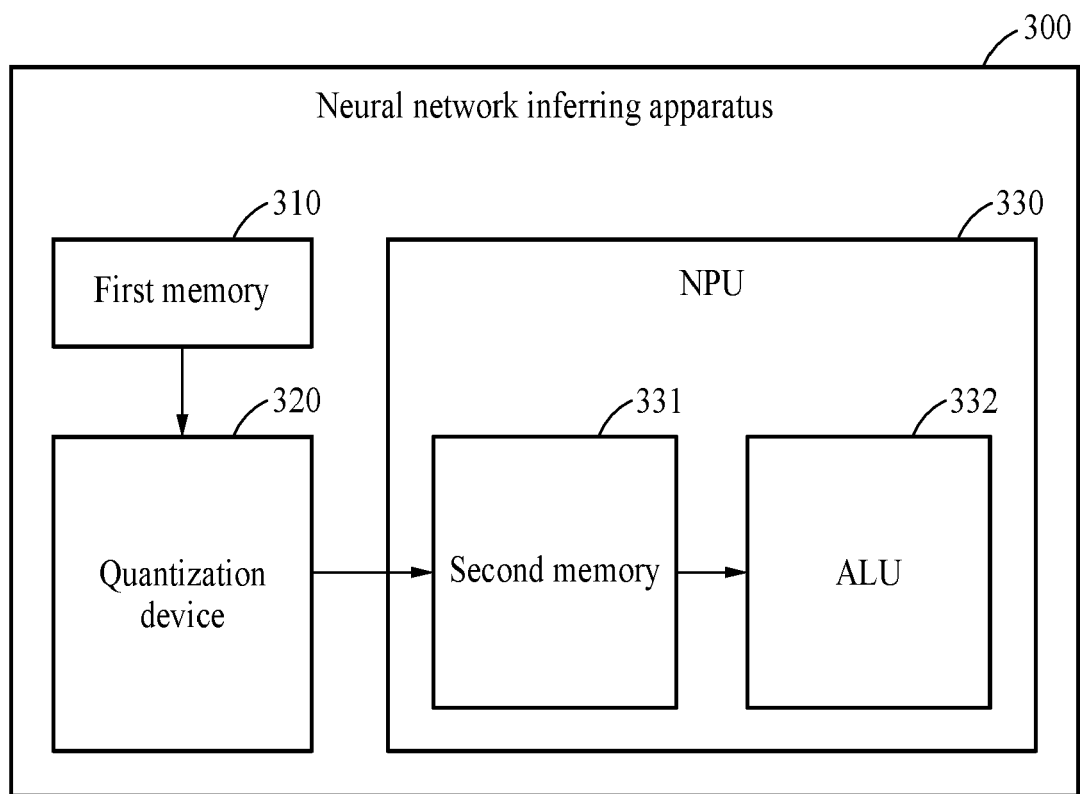 300
Neural network inferring apparatus
310
330
First memory
NPU
320
331
332
Quantization
device
Second memory
ALU